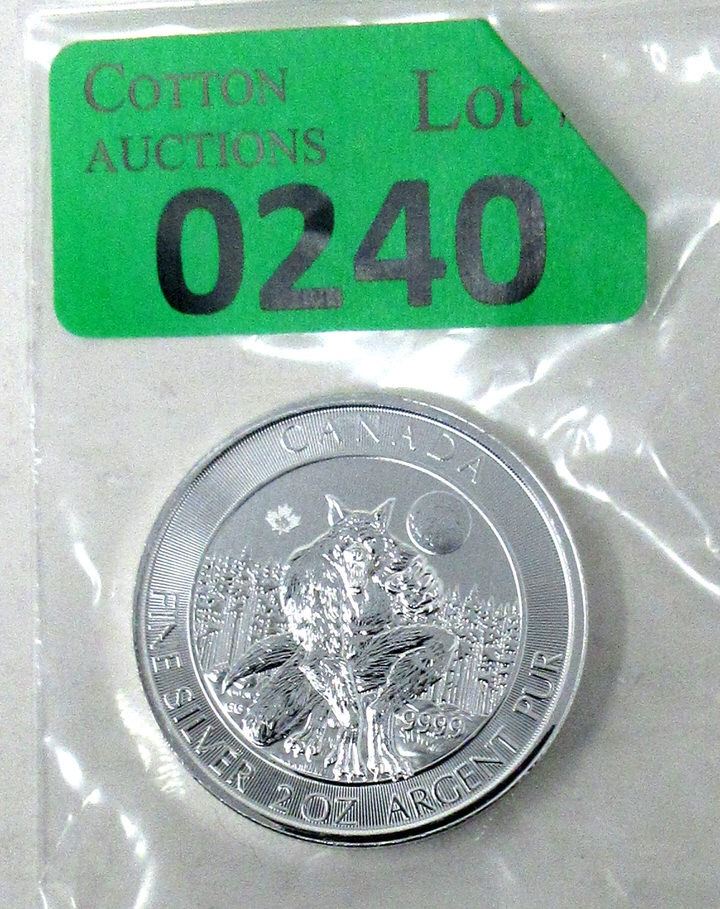 COTTON
AUCTIONS
Lot
0240
CANADA
9999
FINE SILVER 2 OZ ARGENT PUR